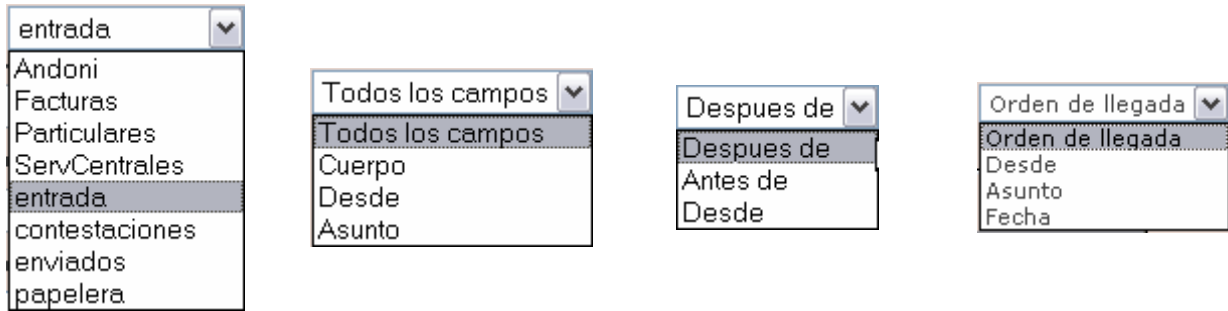 entrada
Andoni
Facturas
Particulares
ServCentrales
entrada
contestaciones
enviados
papelera
Todos los campos
Todos los campos
Cuerpo
Desde
Asunto
Despues de
Despues de
Antes de
Desde
Orden de llegada
Orden de llegada
Desde
Asunto
Fecha